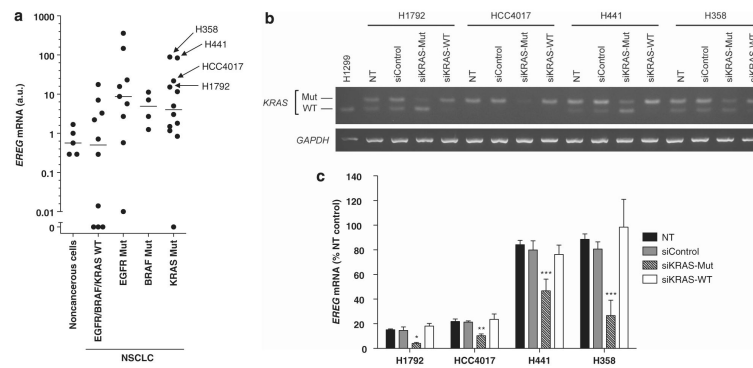 a
EREG mRNA (a.u.)
1000
100
10
1
0.1
0.01
0
H358
H441
HCC4017
H1792
Noncancerous cells
EGFR/BRAF/KRAS WT
EGFR Mut
BRAF Mut
KRAS Mut
NSCLC
b
H1792
HCC4017
H441
H358
H1299
NT
siControl
siKRAS-Mut
siKRAS-WT
NT
siControl
siKRAS-Mut
siKRAS-WT
NT
siControl
siKRAS-Mut
siKRAS-WT
NT
siControl
siKRAS-Mut
siKRAS-WT
KRAS
Mut
WT
GAPDH
c
EREG mRNA (% NT control)
140
120
100
80
60
40
20
0
*
**
***
***
H1792
HCC4017
H441
H358
NT
siControl
siKRAS-Mut
siKRAS-WT